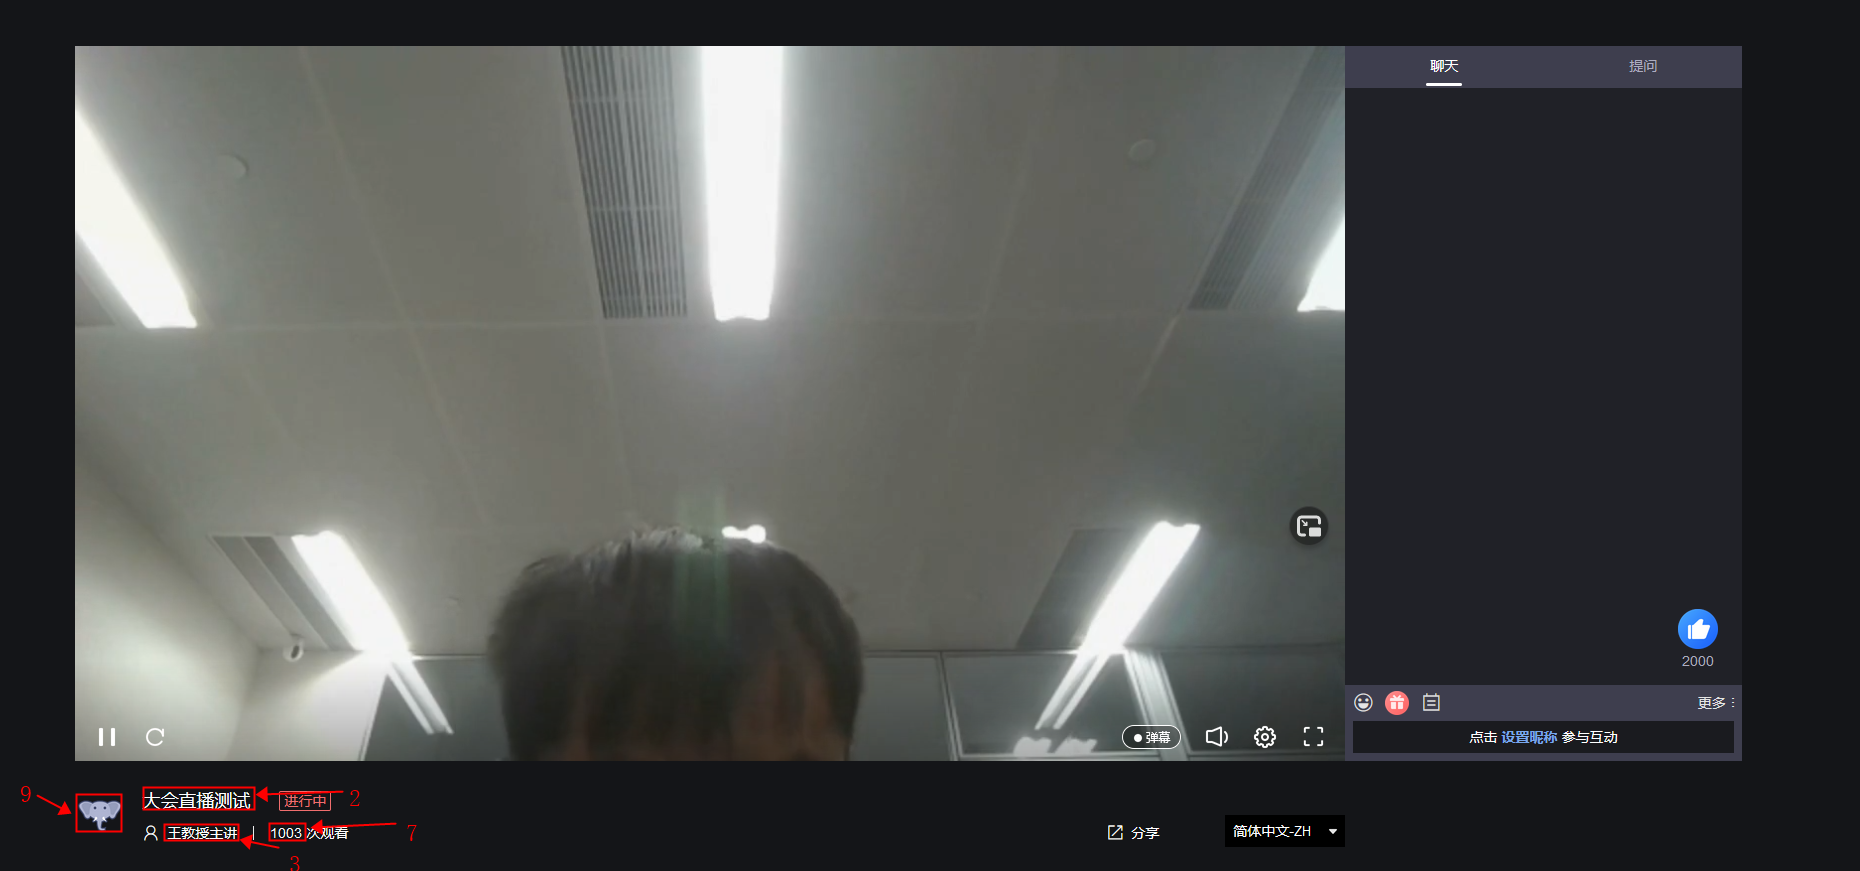 聊天
提问
2000
更多
弹幕
点击 设置昵称 参与互动
9
大会直播测试
进行中
2
王教授主讲
1003 次观看
7
3
分享
简体中文-ZH